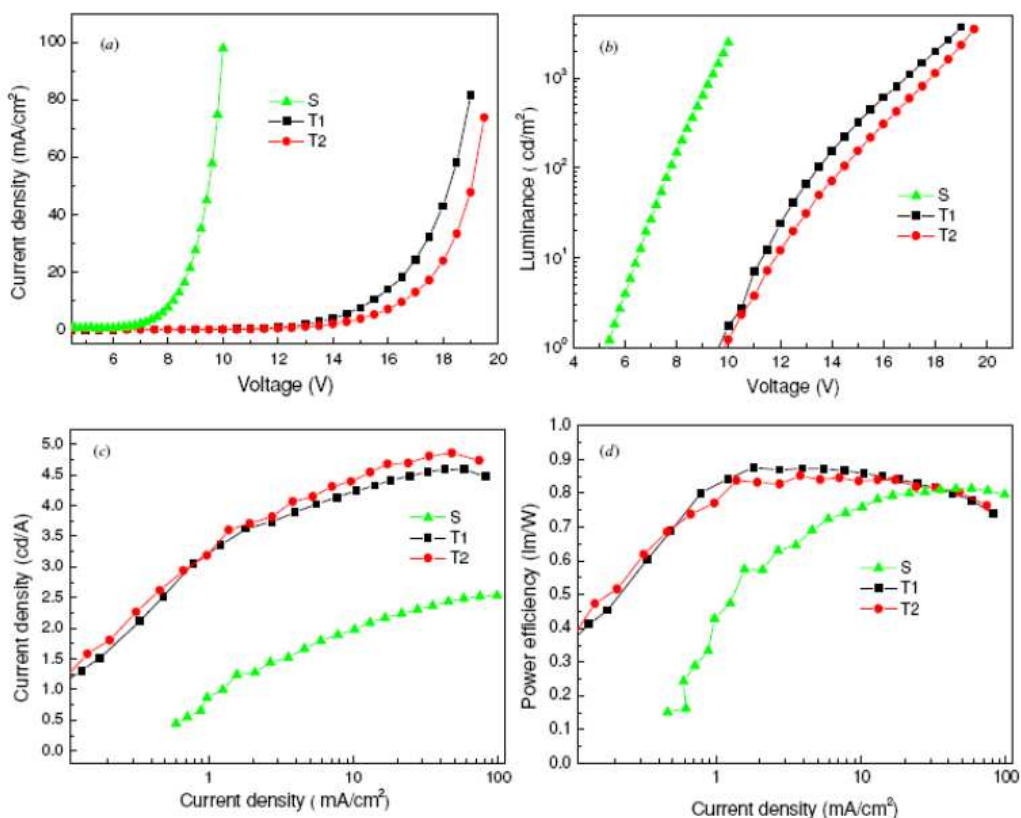 (a)
100
80
60
40
20
0
Current density (mA/cm²)
S
T1
T2
6 8 10 12 14 16 18 20
Voltage (V)
(b)
10³
10²
10¹
10⁰
Luminance ( cd/m²)
S
T1
T2
4 6 8 10 12 14 16 18 20
Voltage (V)
(c)
5.0
4.5
4.0
3.5
3.0
2.5
2.0
1.5
1.0
0.5
0.0
Current density (cd/A)
S
T1
T2
1 10 100
Current density ( mA/cm²)
(d)
1.0
0.9
0.8
0.7
0.6
0.5
0.4
0.3
0.2
0.1
0.0
Power efficiency (lm/W)
S
T1
T2
1 10 100
Current density (mA/cm²)